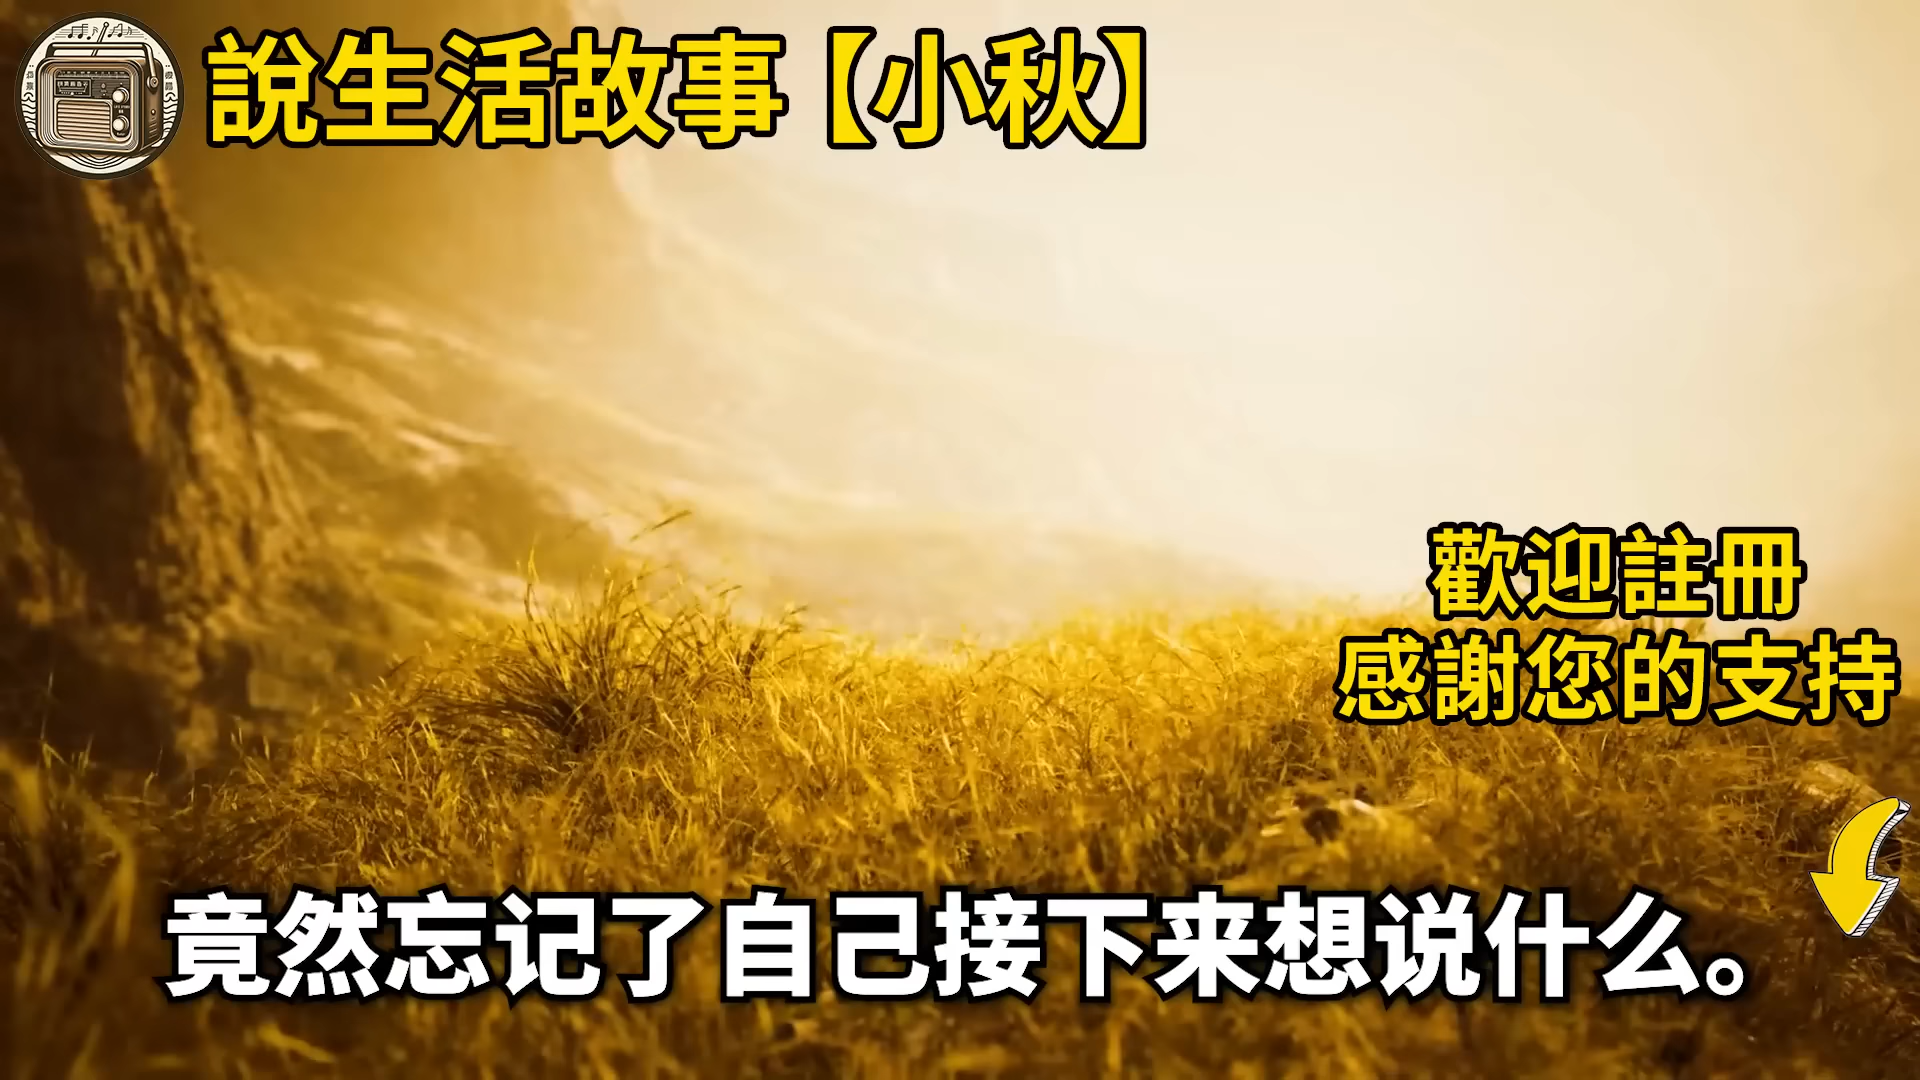 說生活故事【小秋】
歡迎註冊
感謝您的支持
竟然忘记了自己接下来想说什么。